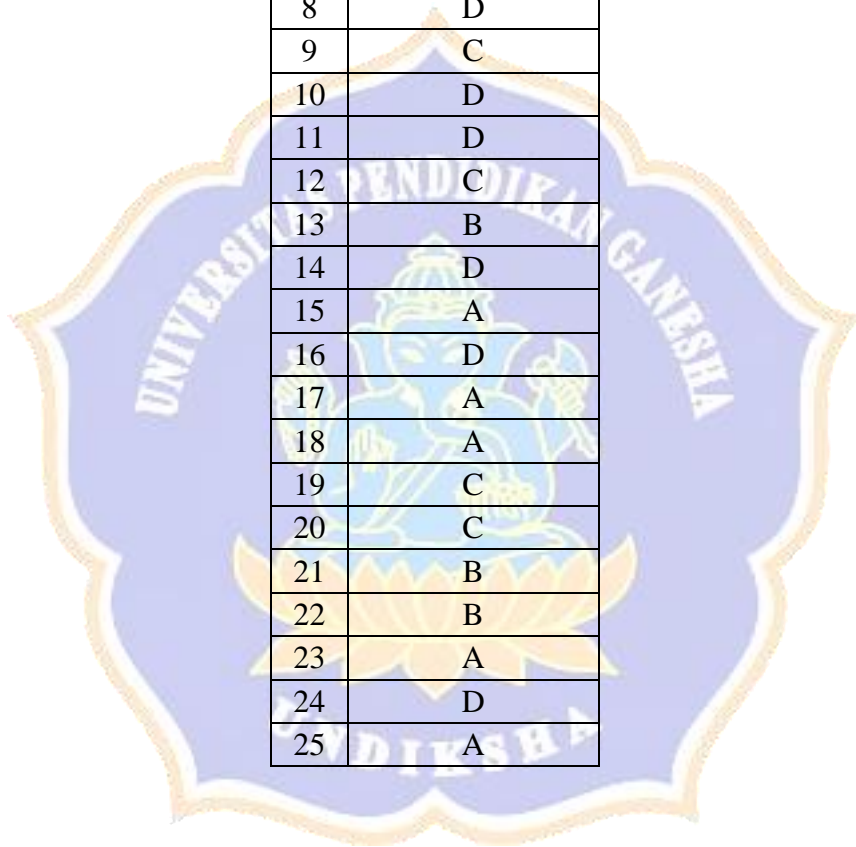 8 D
9 C
10 D
11 D
12 C
13 B
14 D
15 A
16 D
17 A
18 A
19 C
20 C
21 B
22 B
23 A
24 D
25 A
UNIVERSITAS PENDIDIKAN GANESHA
UNDIKSHA